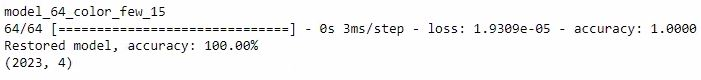 model_64_color_few_15
64/64 [==============================] - 0s 3ms/step - loss: 1.9309e-05 - accuracy: 1.0000
Restored model, accuracy: 100.00%
(2023, 4)